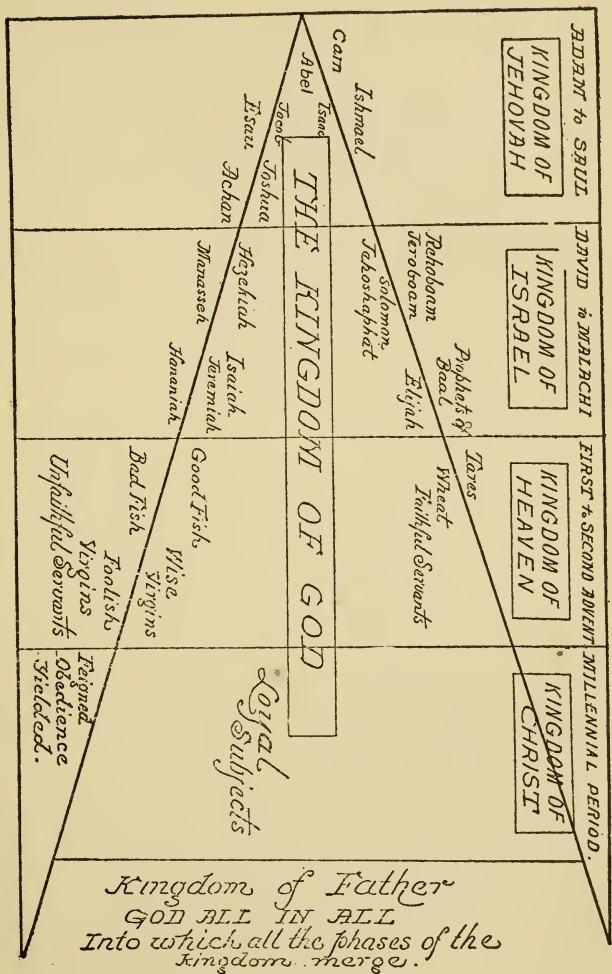 ADAM to SAUL
DAVID to MALACHI
FIRST to SECOND ADVENT.
MILLENNIAL PERIOD.
KINGDOM OF
JEHOVAH
KINGDOM OF
ISRAEL
KINGDOM OF
HEAVEN
KINGDOM OF
CHRIST
Cain
Ishmael
Rehoboam
Jeroboam
Prophets of
Baal
Tares
Abel
Isaac
Solomon
Jahoshaphat
Elijah
Wheat
Faithful Servants
THE KINGDOM OF GOD
Jacob
Joshua
Hezekiah
Isaiah
Jeremiah
Good Fish
Wise
Virgins
Loyal
Subjects
Esau
Achan
Manasseh
Hananiah
Bad Fish
Foolish
Virgins
Unfaithful Servants
Feigned
Obedience
Yielded.
Kingdom of Father
GOD ALL IN ALL
Into which all the phases of the
Kingdom merge.